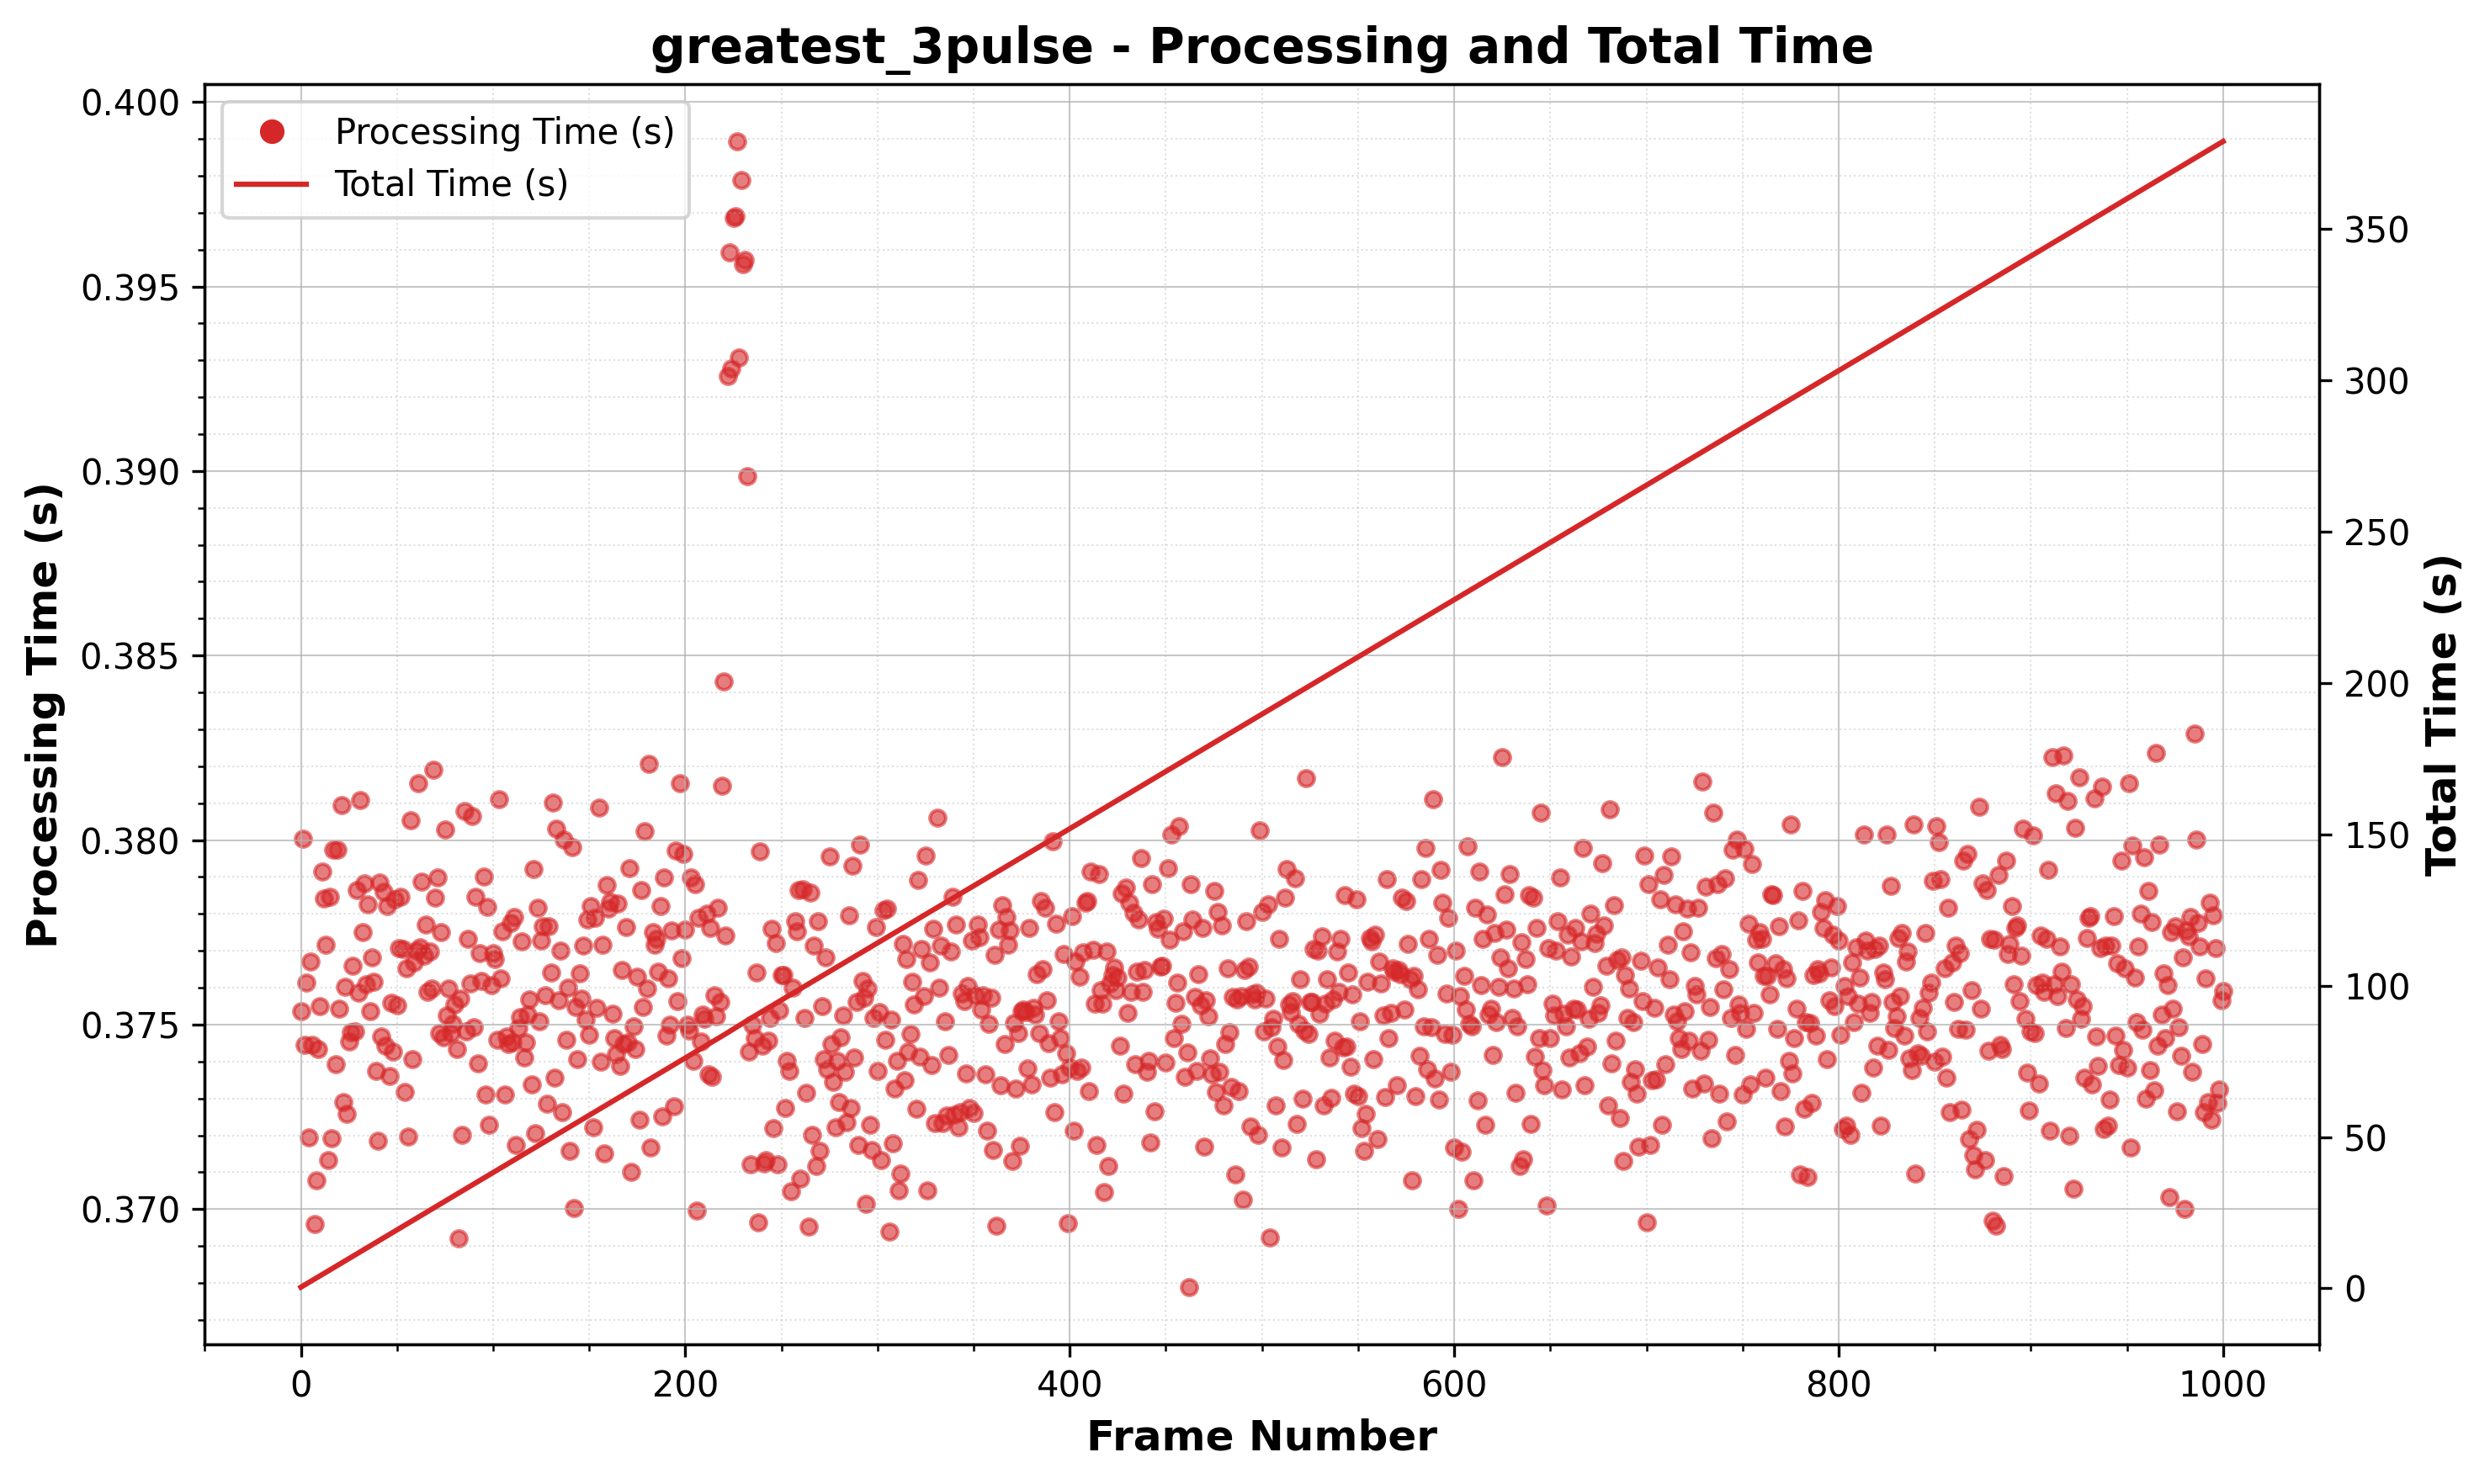 greatest_3pulse - Processing and Total Time
Processing Time (s)
Total Time (s)
0.400
0.395
0.390
0.385
0.380
0.375
0.370
Processing Time (s)
350
300
250
200
150
100
50
0
Total Time (s)
0 200 400 600 800 1000
Frame Number